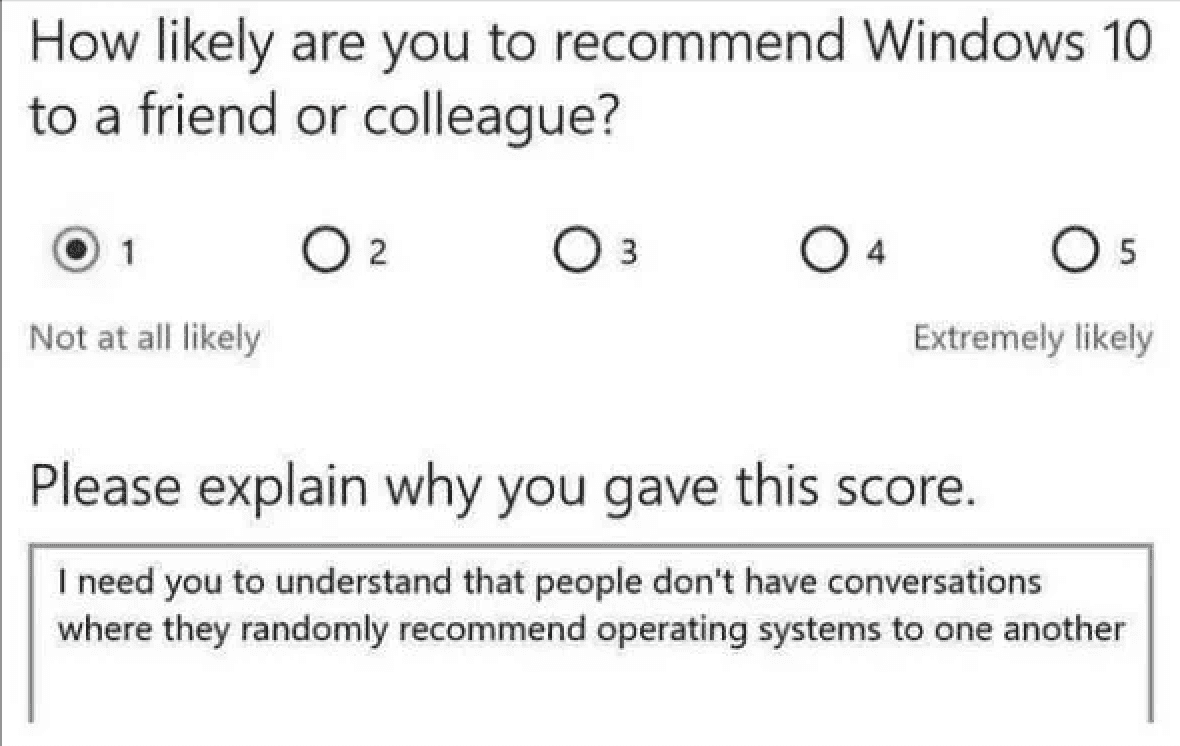 How likely are you to recommend Windows 10
to a friend or colleague?
1 2 3 4 5
Not at all likely Extremely likely
Please explain why you gave this score.
I need you to understand that people don't have conversations
where they randomly recommend operating systems to one another